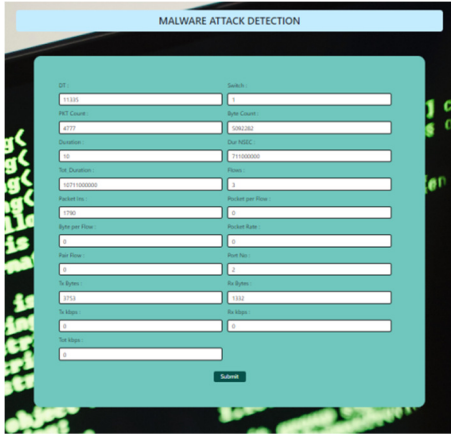 MALWARE ATTACK DETECTION
DT : Switch :
11335 1
PKT Count : Byte Count :
4777 5092282
Duration : Dur NSEC :
10 711000000
Tot. Duration : Flows :
10711000000 3
Packet Ins : Packet per Flow :
1790 0
Byte per Flow : Packet Rate :
0 0
Pair Flow : Port No :
0 2
Tx Bytes : Rx Bytes :
3753 1332
Tx kbps : Rx kbps :
0 0
Tot kbps :
0
Submit